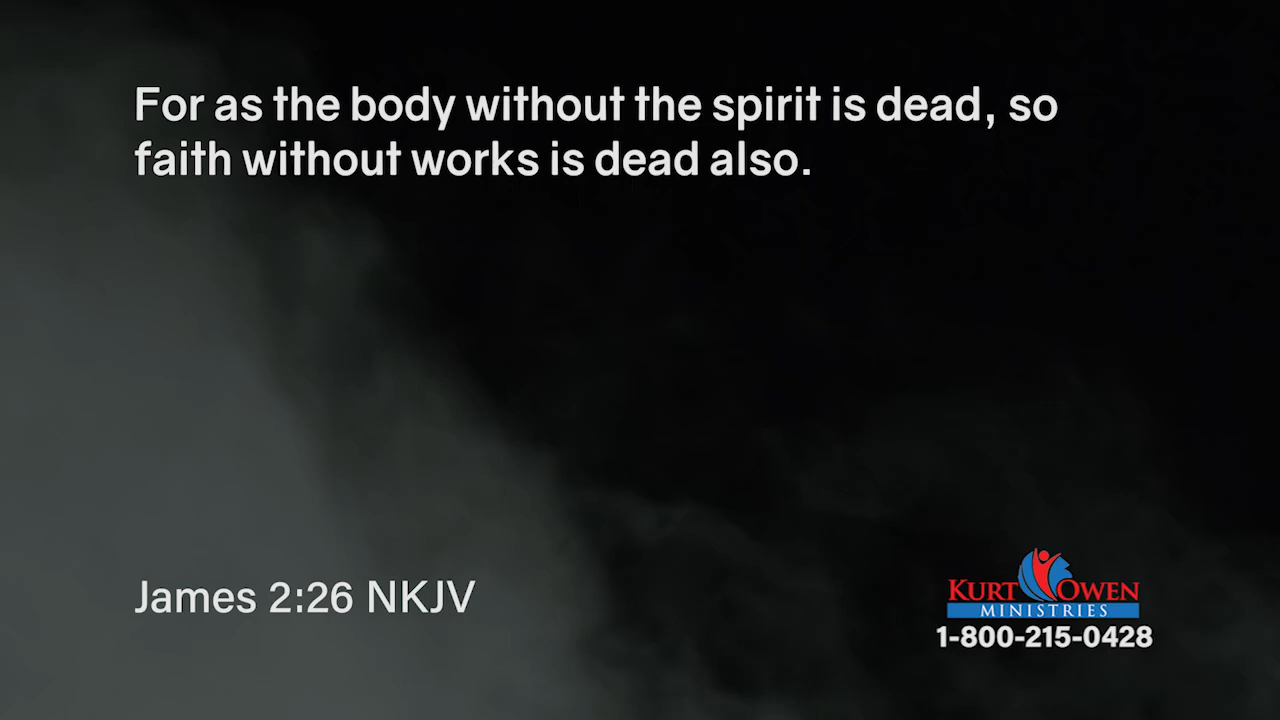 For as the body without the spirit is dead, so
faith without works is dead also.
James 2:26 NKJV
KURT OWEN
MINISTRIES
1-800-215-0428